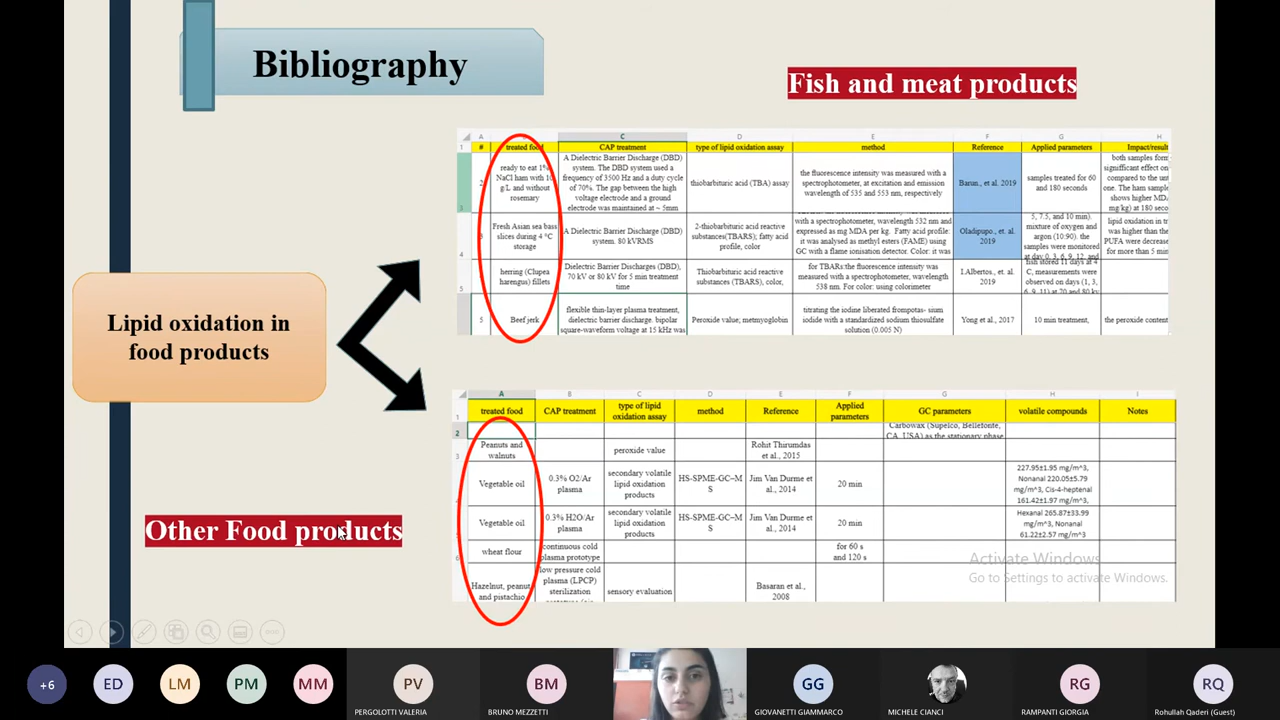 Bibliography
Fish and meat products
A
C
D
E
F
G
H
1
#
treated food
CAP treatment
type of lipid oxidation assay
method
Reference
Applied parameters
Impact/result
2
ready to eat 1%
NaCl ham with 10
g/L and without
rosemary
A Dielectric Barrier Discharge (DBD)
system. The DBD system used a
frequency of 3500 Hz and a duty cycle
of 70%. The gap between the high
voltage electrode and a ground
electrode was maintained at ~ 5mm
thiobarbituric acid (TBA) assay
the fluorescence intensity was measured with a
spectrophotometer, at excitation and emission
wavelength of 535 and 553 nm, respectively
Barun., et al. 2019
samples treated for 60
and 180 seconds
both samples form
signficant effect on
compared to the unt
one. The ham sampl
shows higher MDA
mg/kg) at 180 secon
3
Fresh Asian sea bass
slices during 4 °C
storage
A Dielectric Barrier Discharge (DBD)
system. 80 kVRMS
2-thiobarbituric acid reactive
substances(TBARS); fatty acid
profile, color
with a spectrophotometer, wavelength 532 nm and
expressed as mg MDA per kg. Fatty acid profile:
it was analysed as methyl esters (FAME) using
GC with a flame ionisation detector. Color: it was
Oladipupo., et al.
2019
5, 7.5, and 10 min).
mixture of oxygen and
argon (10:90). the
samples were monitored
at day 0, 3, 6, 9, 12, and
lipid oxidation in tr
was higher than the
PUFA were decrease
for more than 5 min
4
herring (Clupea
harengus) fillets
Dielectric Barrier Discharges (DBD),
70 kV or 80 kV for 5 min treatment
time
Thiobarbituric acid reactive
substances (TBARS), color,
for TBARs:the fluorescence intensity was
measured with a spectrophotometer, wavelength
538 nm. For color: using colorimeter
I.Albertos., et al.
2019
fish stored 11 days at 4
C, measurements were
observed on days (1, 3,
6, 9, 11) at 70 and 80 kv
5
5
Beef jerk
flexible thin-layer plasma treatment,
dielectric barrier discharge. bipolar
square-waveform voltage at 15 kHz was
Peroxide value; metmyoglobin
titrating the iodine liberated frompotas- sium
iodide with a standardized sodium thiosulfate
solution (0.005 N)
Yong et al., 2017
10 min treatment,
the peroxide content
Lipid oxidation in
food products
A
B
C
D
E
F
G
H
I
1
treated food
CAP treatment
type of lipid
oxidation assay
method
Reference
Applied
parameters
GC parameters
volatile compounds
Notes
2
Carbowax (Supelco, Bellefonte,
CA, USA) as the stationary phase
3
Peanuts and
walnuts
peroxide value
Rohit Thirumdas
et al., 2015
Vegetable oil
0.3% O2/Ar
plasma
secondary volatile
lipid oxidation
products
HS-SPME-GC–M
S
Jim Van Durme et
al., 2014
20 min
227.95±1.95 mg/m^3,
Nonanal 220.05±5.79
mg/m^3, Cis-4-heptenal
161.42±1.97 mg/m^3,
Vegetable oil
0.3% H2O/Ar
plasma
secondary volatile
lipid oxidation
products
HS-SPME-GC–M
S
Jim Van Durme et
al., 2014
20 min
Hexanal 265.87±33.99
mg/m^3, Nonanal
61.22±2.57 mg/m^3
wheat flour
continuous cold
plasma prototype
for 60 s
and 120 s
Hazelnut, peanut
and pistachio
low pressure cold
plasma (LPCP)
sterilization
sensory evaluation
Basaran et al.,
2008
Other Food products
Activate Windows
Go to Settings to activate Windows.
+6
ED
LM
PM
MM
PV
PERGOLOTTI VALERIA
BM
BRUNO MEZZETTI
GG
GIOVANETTI GIAMMARCO
MICHELE CIANCI
RG
RAMPANTI GIORGIA
RQ
Rohullah Qaderi (Guest)